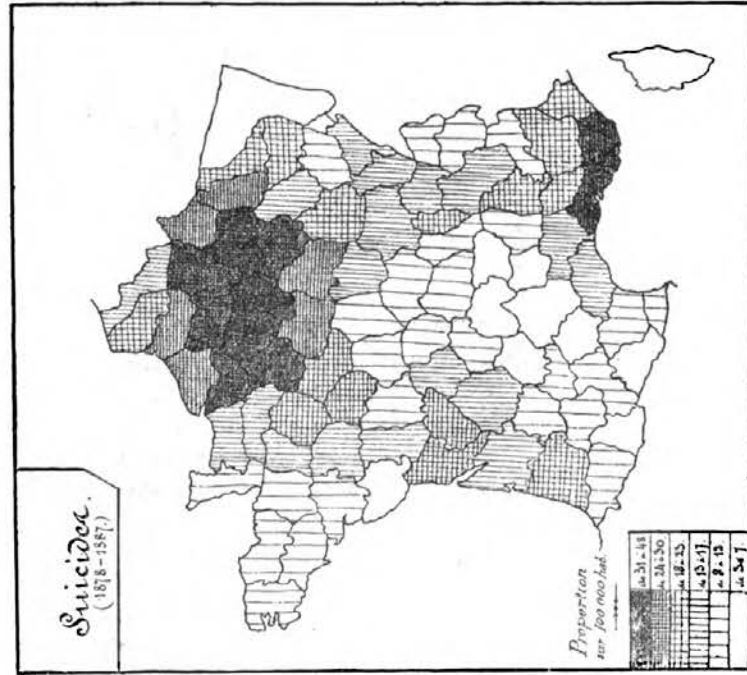 Suicides.
(1878-1887.)
Proportion
sur 100 000 hab.
de 31 à 48
de 24 à 30
de 18 à 23.
de 13 à 17.
de 8 à 12
de 3 à 7.